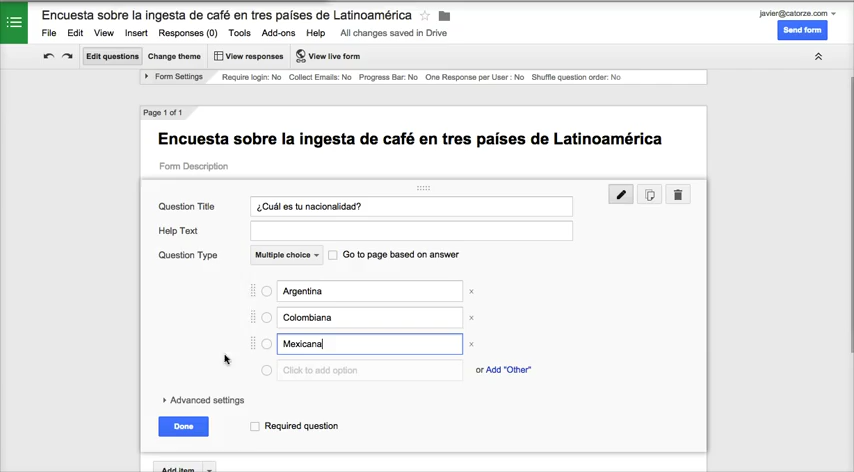 Encuesta sobre la ingesta de café en tres países de Latinoamérica
javier@catorze.com
File Edit View Insert Responses (0) Tools Add-ons Help All changes saved in Drive
Send form
Edit questions Change theme View responses View live form
Form Settings Require login: No Collect Emails: No Progress Bar: No One Response per User : No Shuffle question order: No
Page 1 of 1
Encuesta sobre la ingesta de café en tres países de Latinoamérica
Form Description
Question Title ¿Cuál es tu nacionalidad?
Help Text
Question Type Multiple choice Go to page based on answer
Argentina
Colombiana
Mexicana
Click to add option or Add "Other"
Advanced settings
Done Required question
Add item